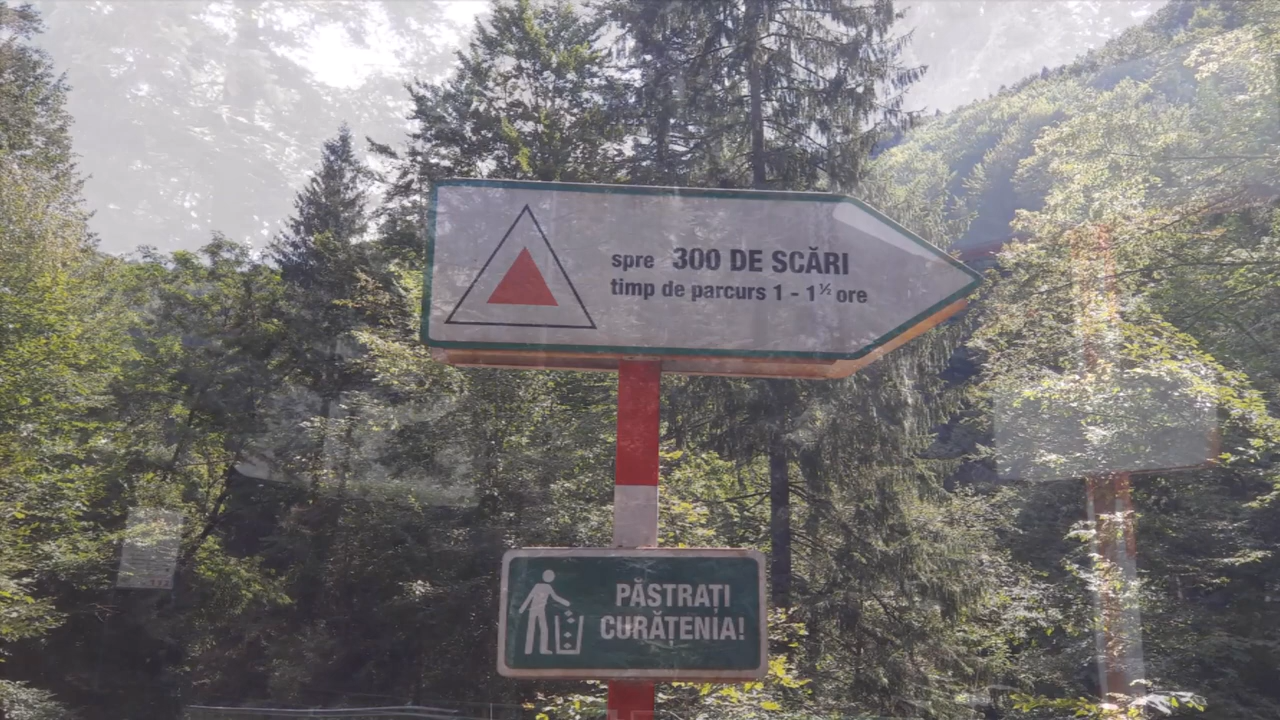 spre 300 DE SCĂRI
timp de parcurs 1 - 1½ ore
PĂSTRAȚI
CURĂȚENIA!